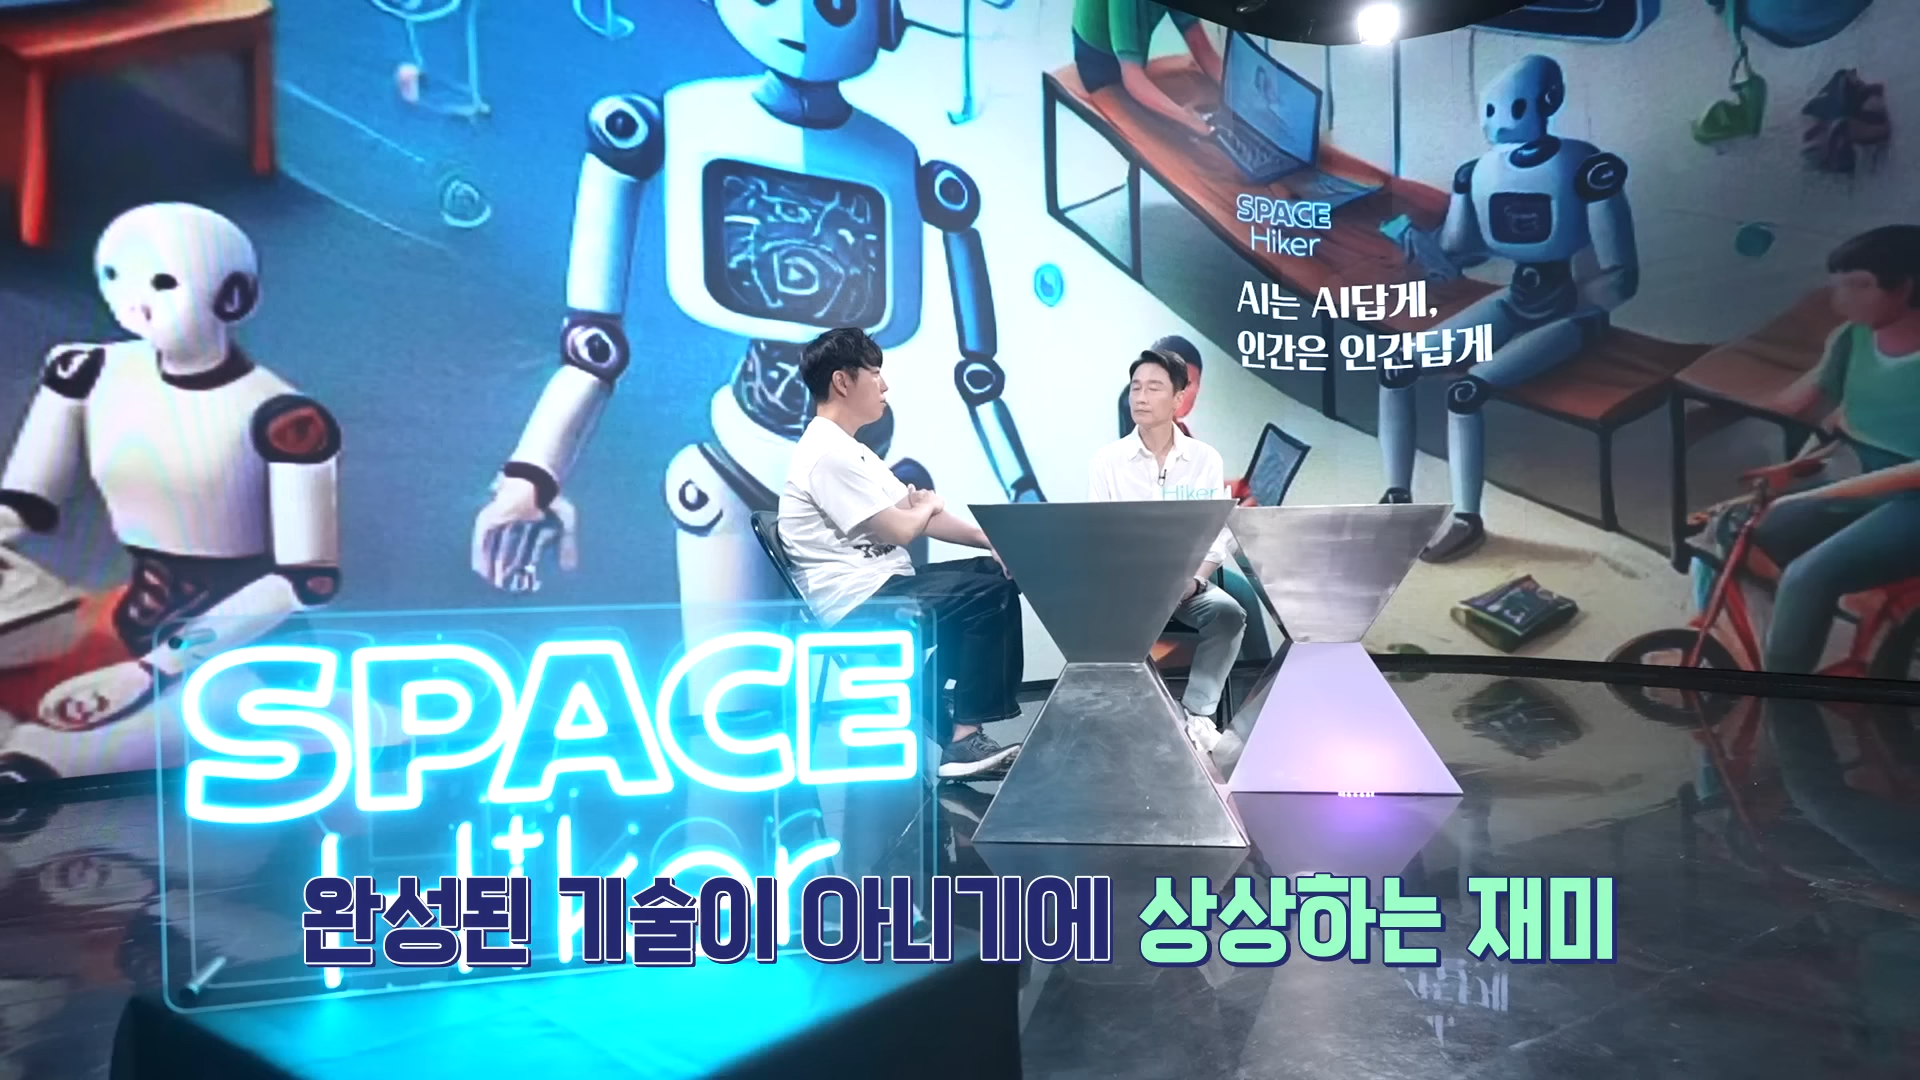 SPACE
Hiker
AI는 AI답게,
인간은 인간답게
Hiker
SPACE
Hiker
완성된 기술이 아니기에 상상하는 재미